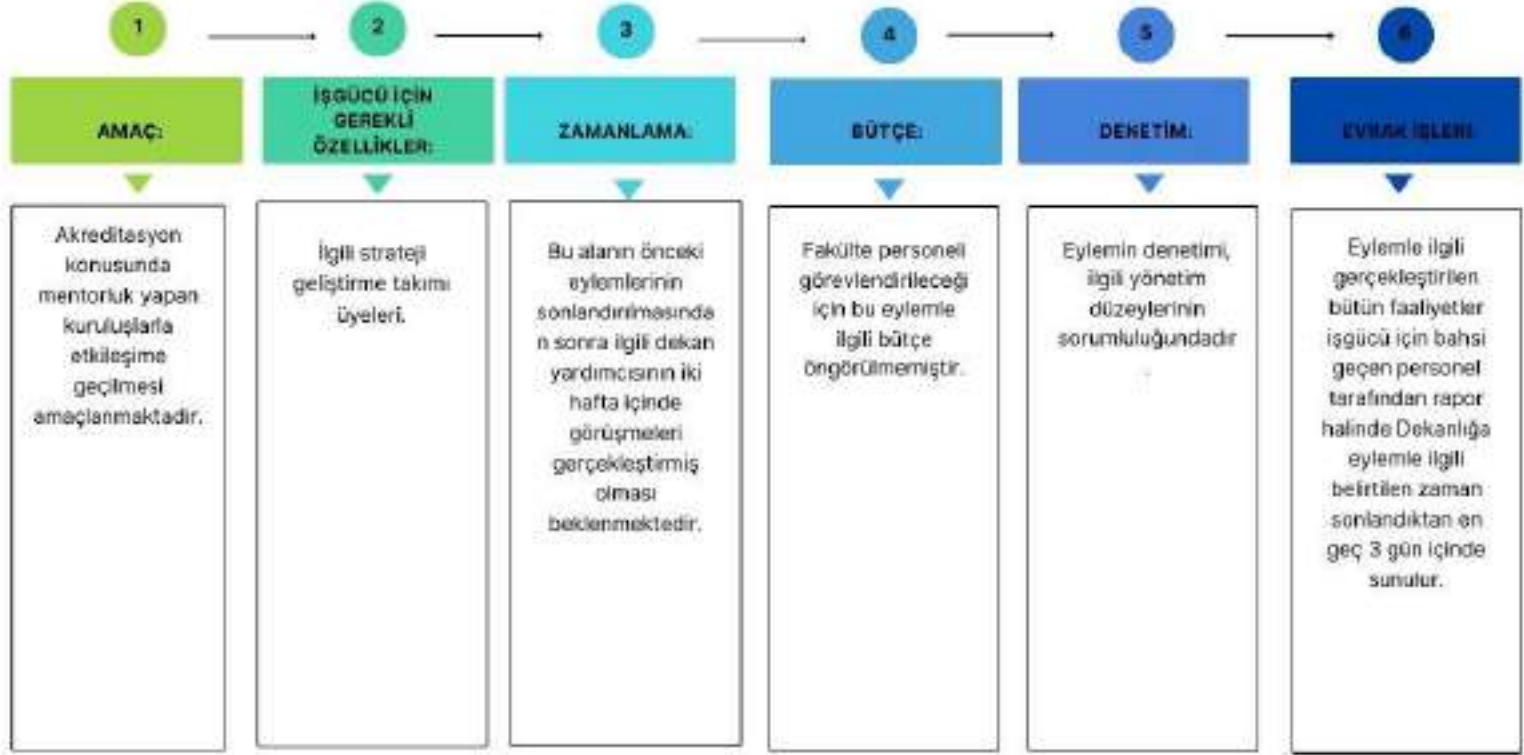 1
2
3
4
5
6
AMAÇ:
İŞGÜCÜ İÇİN
GEREKLİ
ÖZELLİKLER:
ZAMANLAMA:
BÜTÇE:
DENETİM:
EVRAK İŞLERİ:
Akreditasyon
konusunda
mentorluk yapan
kuruluşlarla
etkileşime
geçilmesi
amaçlanmaktadir.
İlgili strateji
geliştirme takımı
üyeleri.
Bu alanın önceki
eylemlerinin
sonlandırılmasında
n sonra ilgili dekan
yardımcısının iki
hafta içinde
görüşmeleri
gerçekleştirmiş
olması
beklenmektedir.
Fakülte personeli
görevlendirileceği
için bu eylemle
ilgili bütçe
öngörülmemiştir.
Eylemin denetimi,
ilgili yönetim
düzeylerinin
sorumluluğundadır
.
Eylemle ilgili
gerçekleştirilen
bütün faaliyetler
işgücü için bahsi
geçen personel
tarafından rapor
halinde Dekanlığa
eylemle ilgili
belirtilen zaman
sonlandıktan en
geç 3 gün içinde
sunulur.